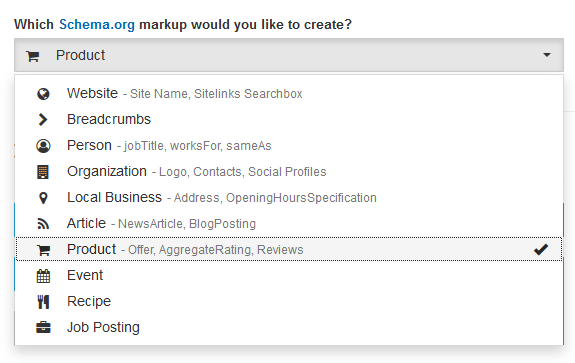 Which Schema.org markup would you like to create?
Product
Website - Site Name, Sitelinks Searchbox
Breadcrumbs
Person - jobTitle, worksFor, sameAs
Organization - Logo, Contacts, Social Profiles
Local Business - Address, OpeningHoursSpecification
Article - NewsArticle, BlogPosting
Product - Offer, AggregateRating, Reviews
Event
Recipe
Job Posting